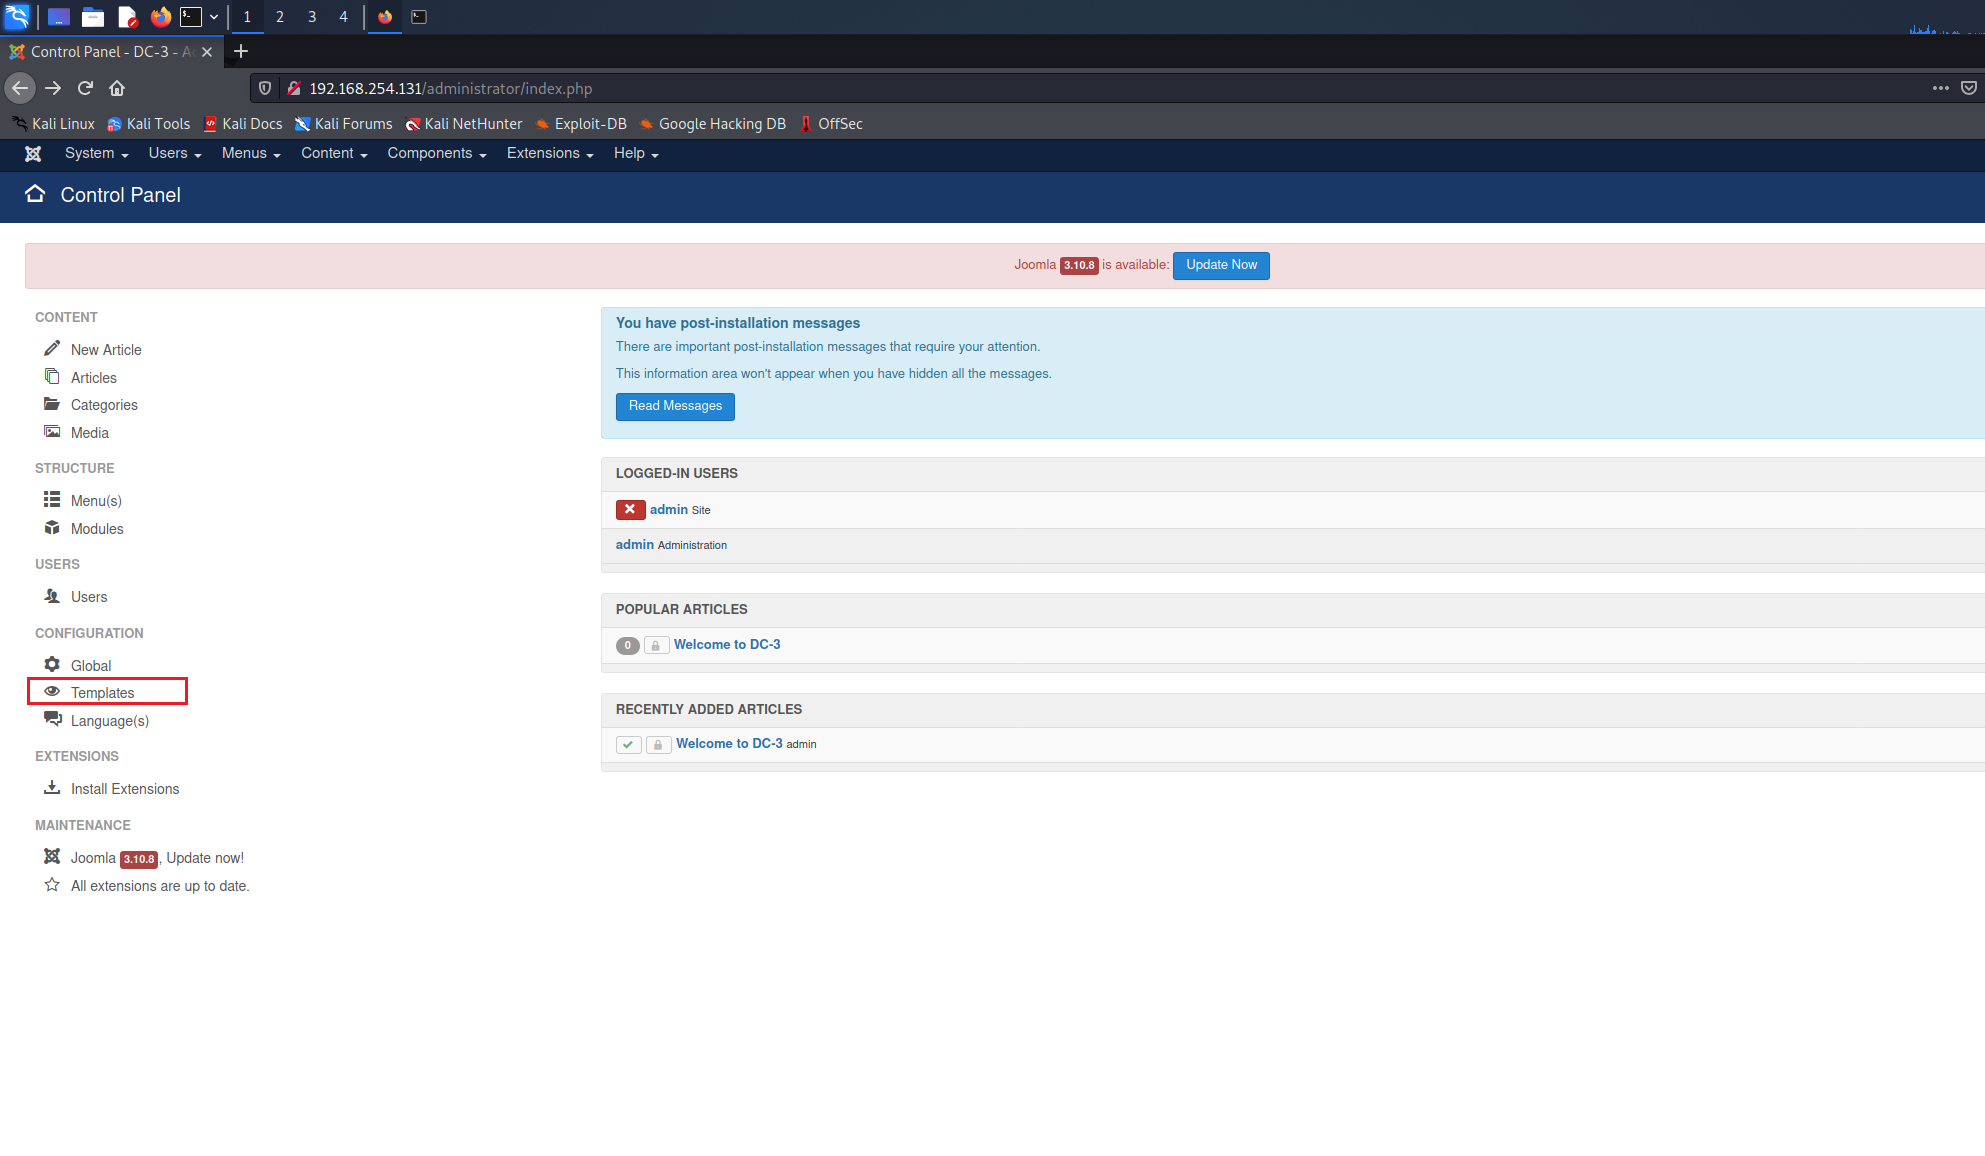 1 2 3 4
Control Panel - DC-3 - A
192.168.254.131/administrator/index.php
Kali Linux Kali Tools Kali Docs Kali Forums Kali NetHunter Exploit-DB Google Hacking DB OffSec
System Users Menus Content Components Extensions Help
Control Panel
Joomla 3.10.8 is available: Update Now
CONTENT
New Article
Articles
Categories
Media
STRUCTURE
Menu(s)
Modules
USERS
Users
CONFIGURATION
Global
Templates
Language(s)
EXTENSIONS
Install Extensions
MAINTENANCE
Joomla 3.10.8, Update now!
All extensions are up to date.
You have post-installation messages
There are important post-installation messages that require your attention.
This information area won't appear when you have hidden all the messages.
Read Messages
LOGGED-IN USERS
admin Site
admin Administration
POPULAR ARTICLES
0 Welcome to DC-3
RECENTLY ADDED ARTICLES
Welcome to DC-3 admin